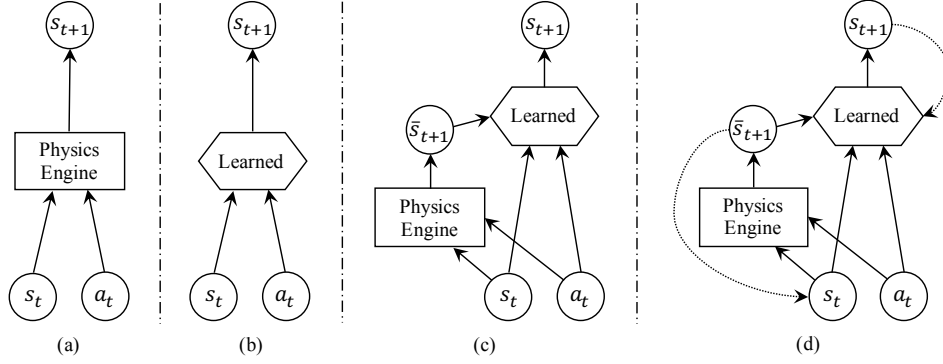 s_{t+1}
Physics
Engine
s_t
a_t
(a)
s_{t+1}
Learned
s_t
a_t
(b)
s_{t+1}
Learned
s̄_{t+1}
Physics
Engine
s_t
a_t
(c)
s_{t+1}
Learned
s̄_{t+1}
Physics
Engine
s_t
a_t
(d)